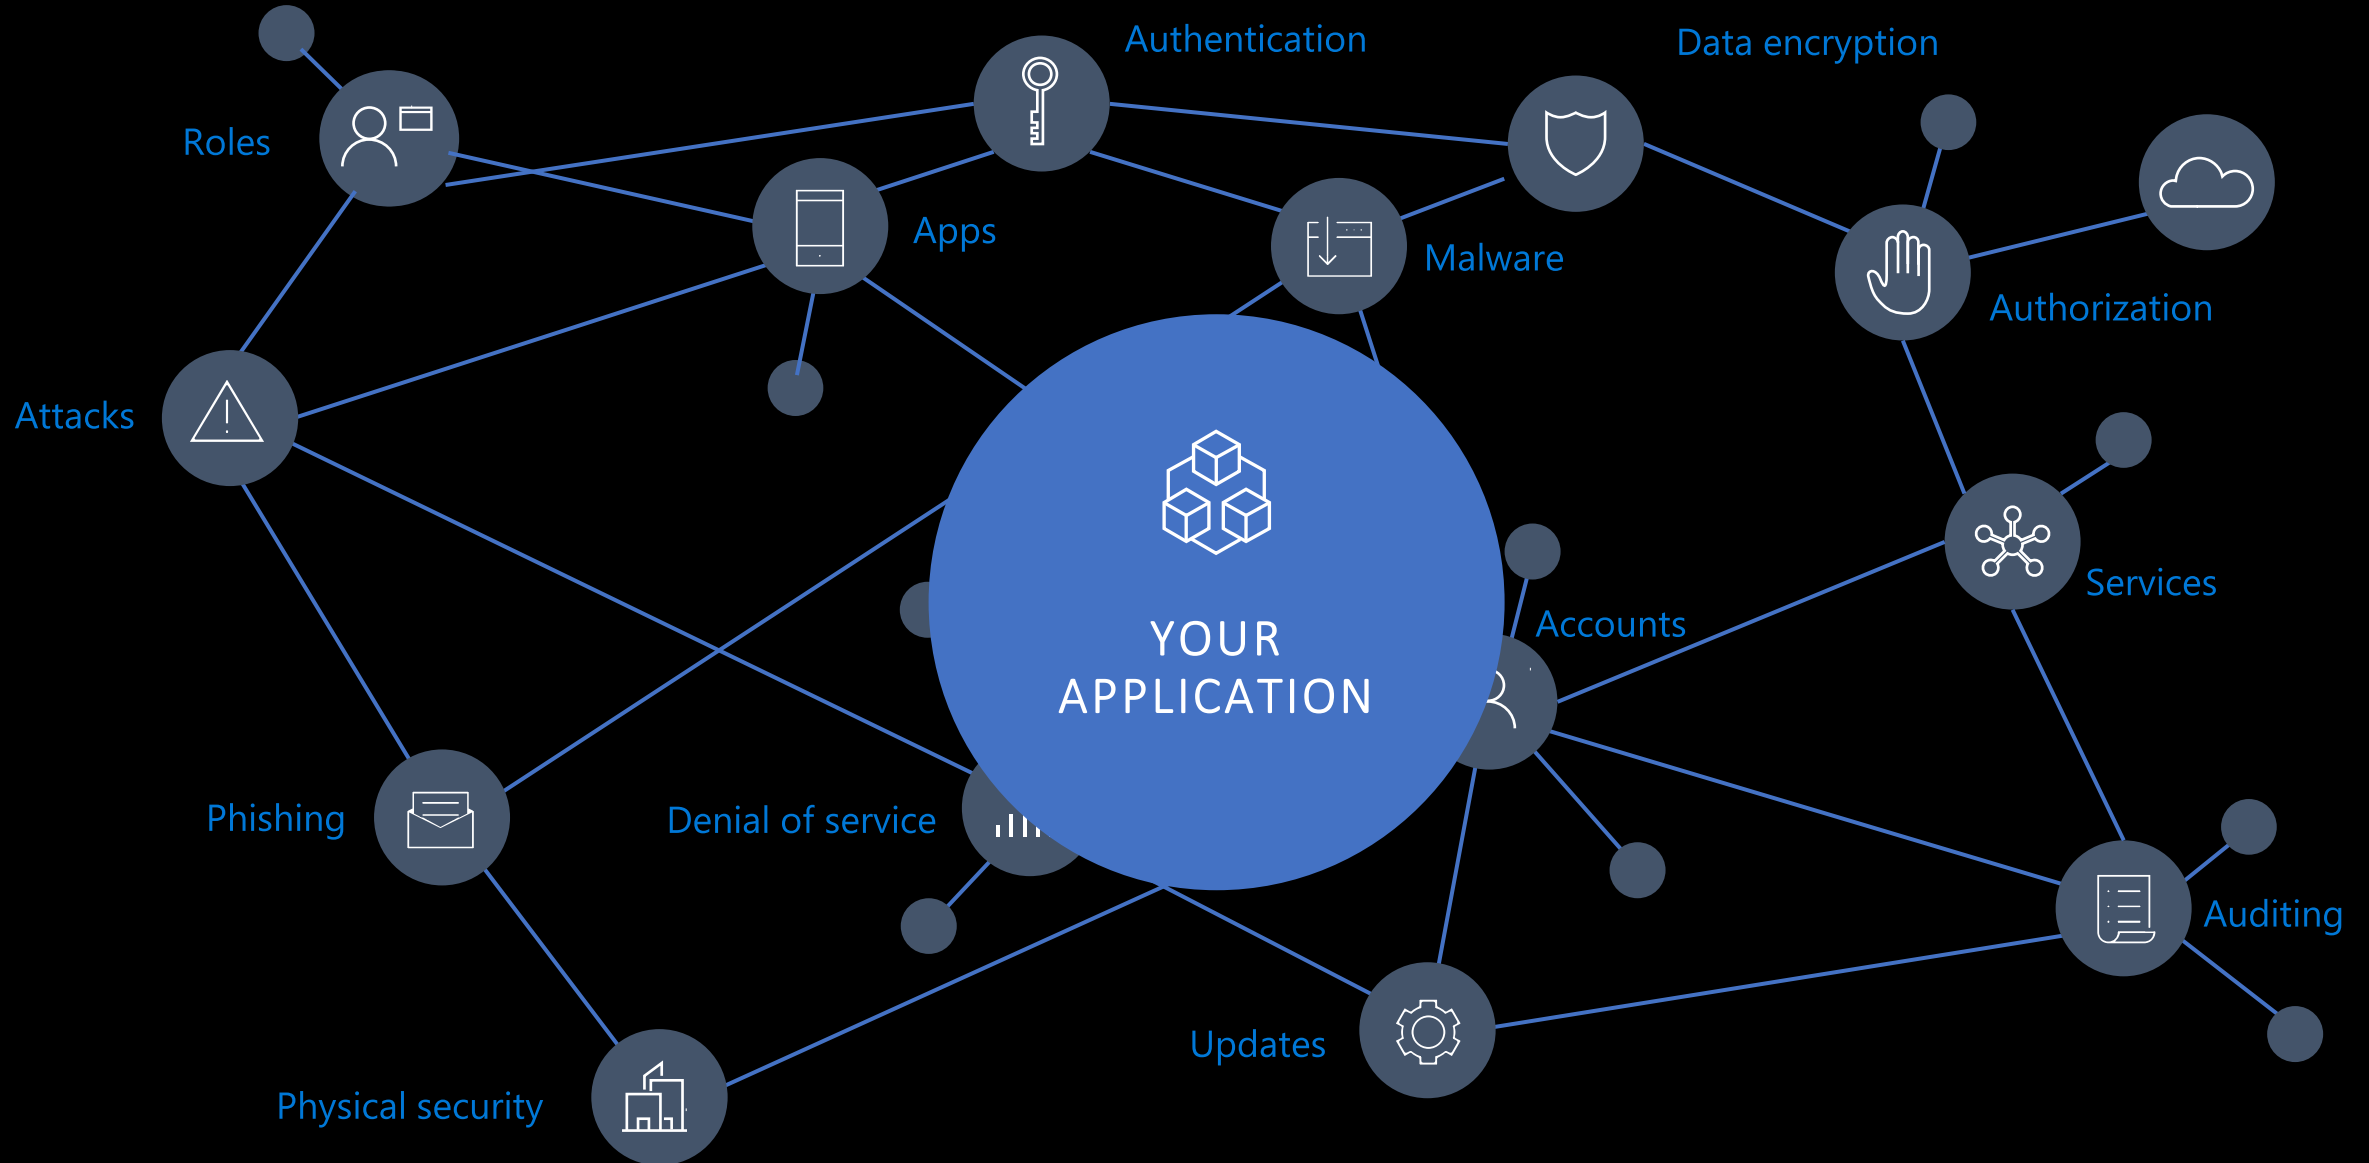 Authentication
Data encryption
Roles
Apps
Malware
Authorization
Attacks
Services
Accounts
YOUR
APPLICATION
Phishing
Denial of service
Auditing
Updates
Physical security